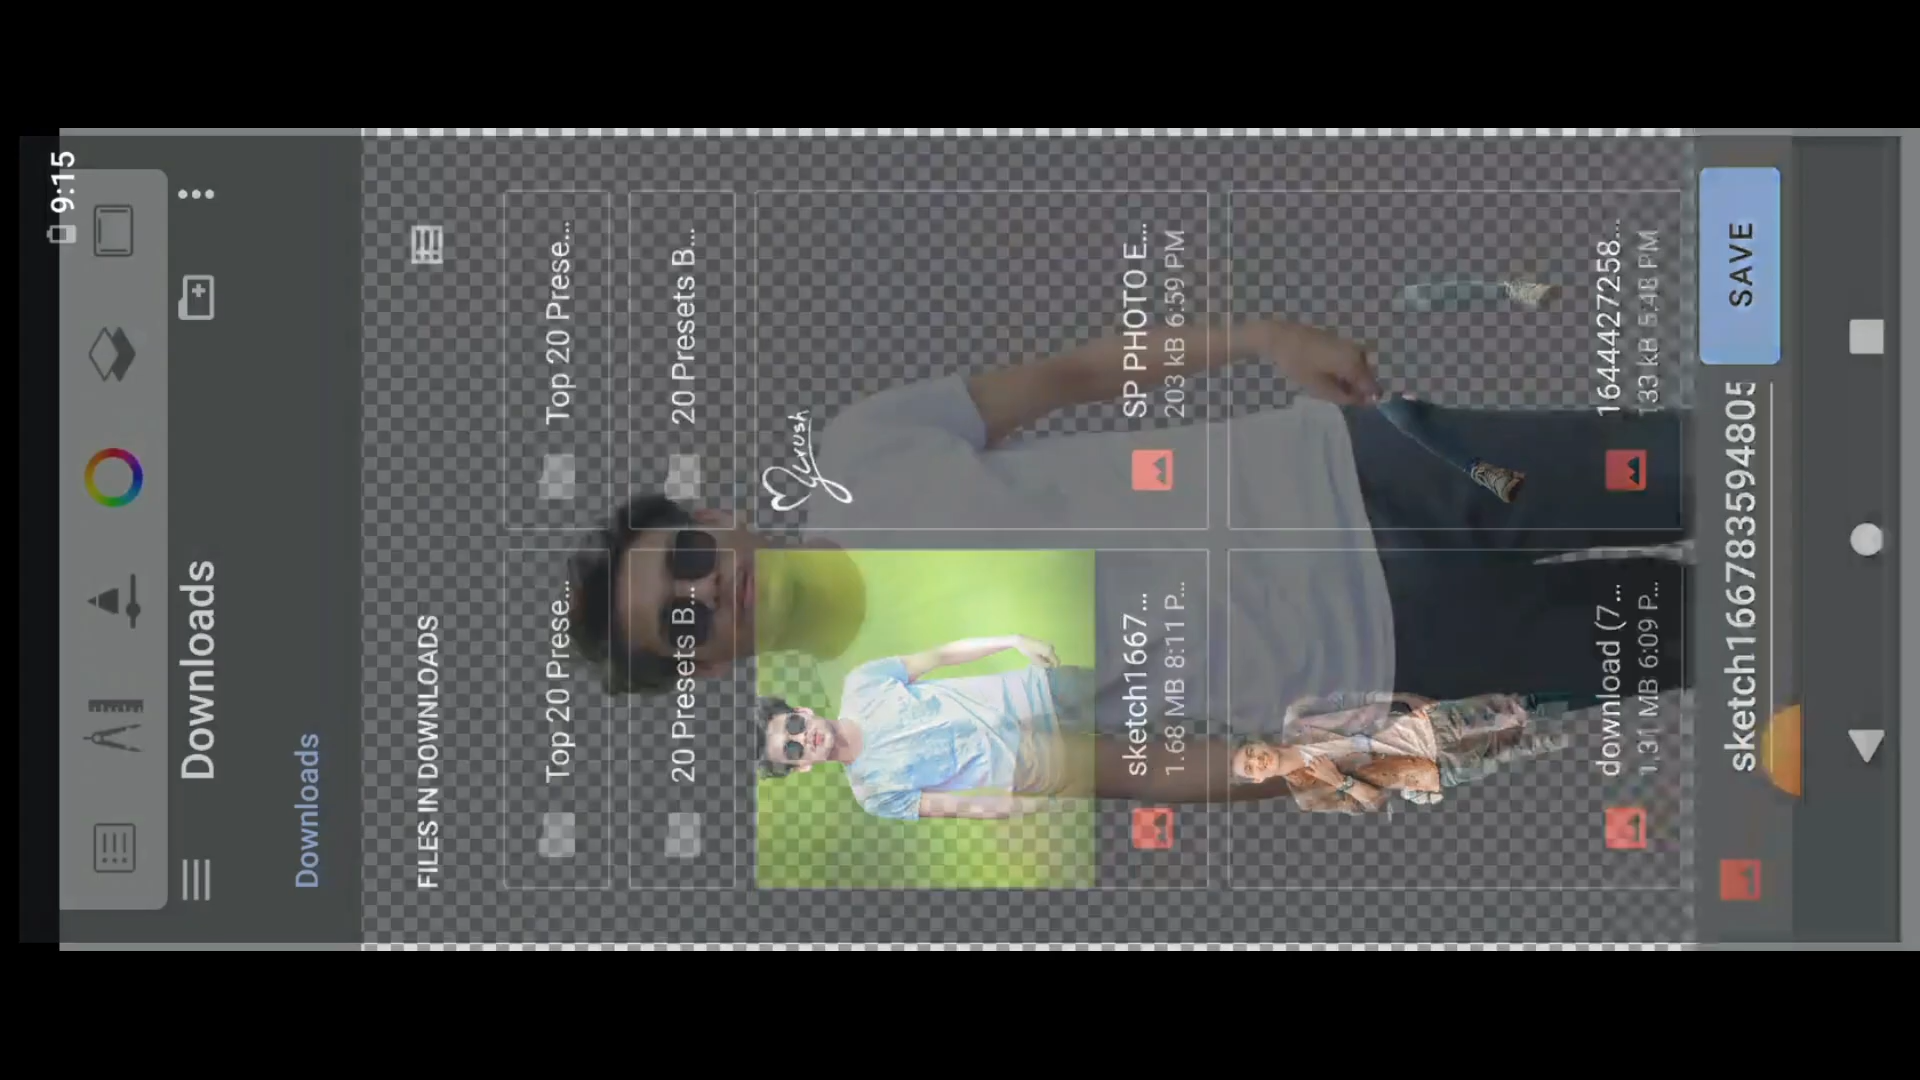 9:15
Downloads
Downloads
FILES IN DOWNLOADS
Top 20 Prese...
Top 20 Prese...
20 Presets B...
20 Presets B...
sketch1667...
1.68 MB 8:11 P...
crush
SP PHOTO E...
203 kB 6:59 PM
download (7...
1.31 MB 6:09 P...
1644427258...
133 kB 5:48 PM
sketch166783594805
SAVE